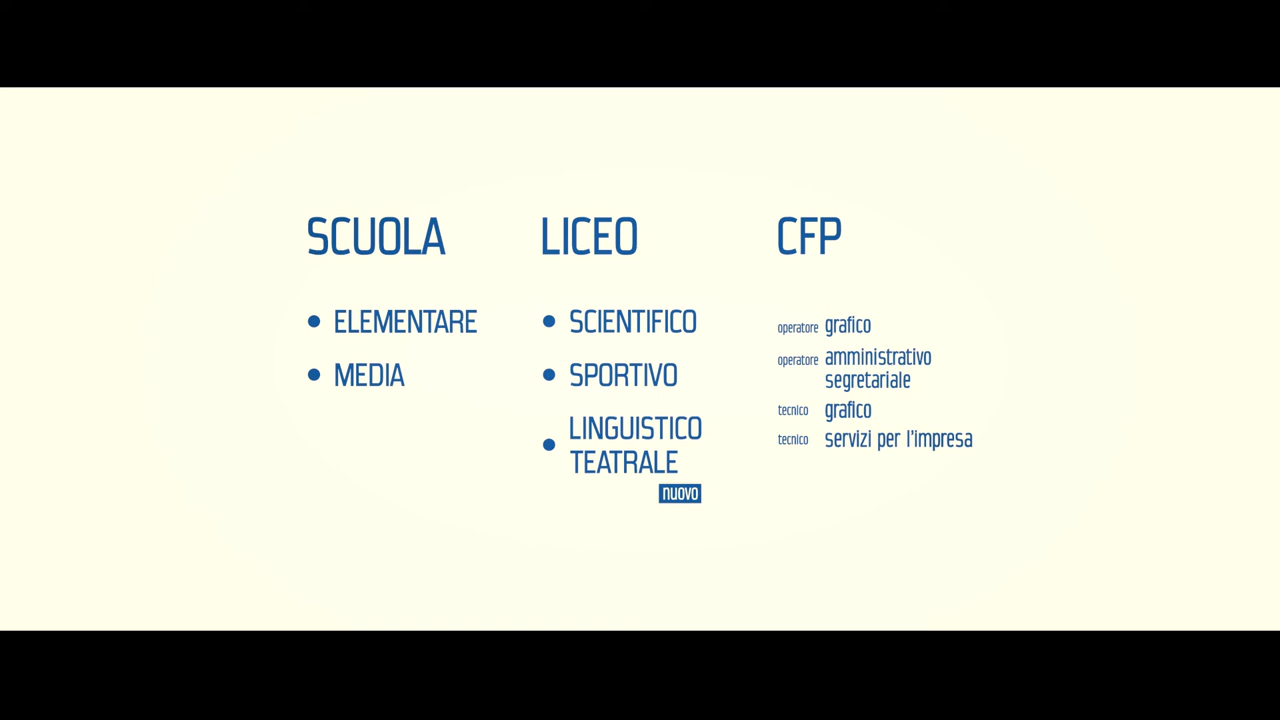 SCUOLA
• ELEMENTARE
• MEDIA
LICEO
• SCIENTIFICO
• SPORTIVO
• LINGUISTICO
TEATRALE
nuovo
CFP
operatore grafico
operatore amministrativo
segretariale
tecnico grafico
tecnico servizi per l'impresa